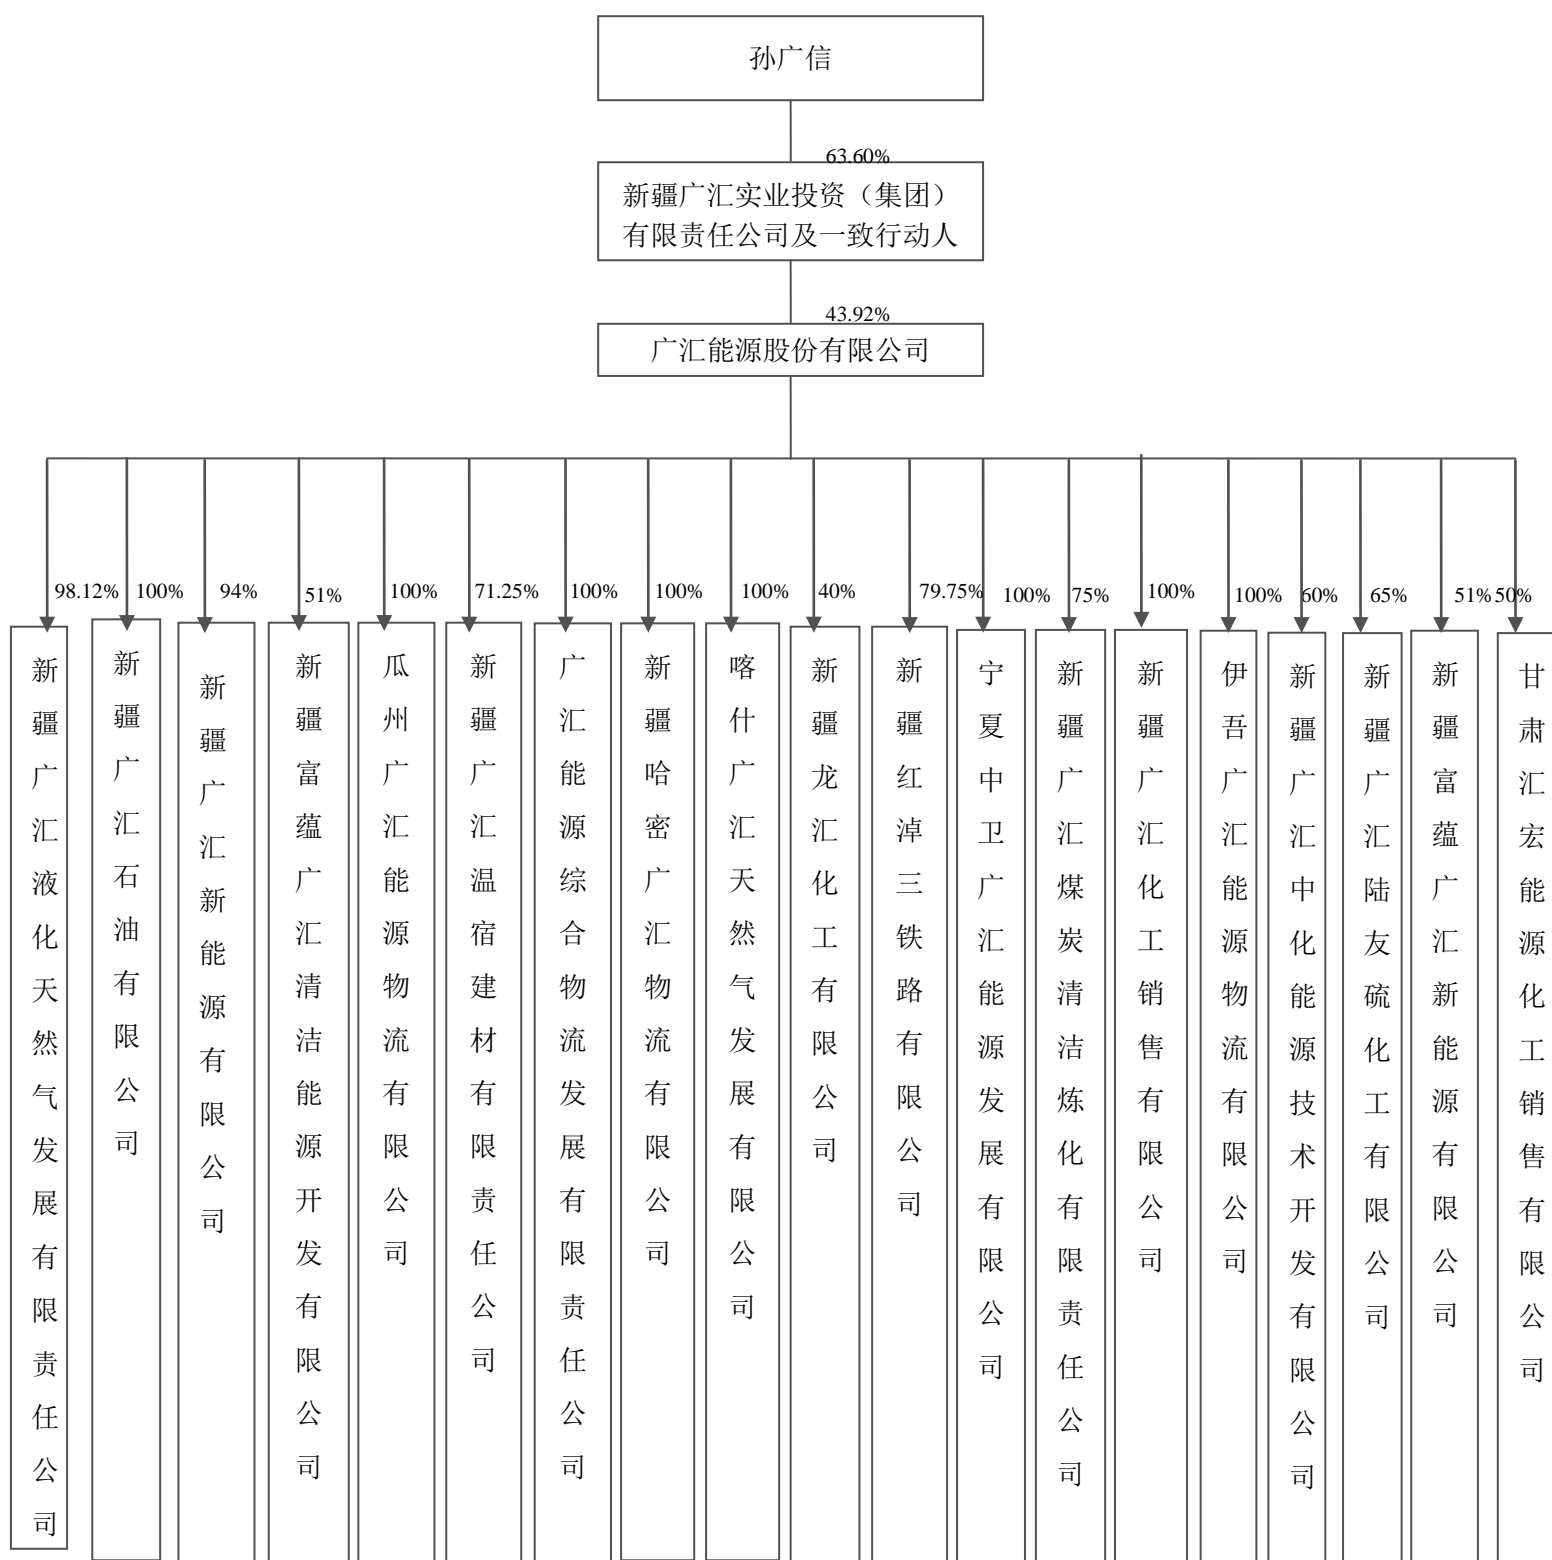 孙广信
63.60%
新疆广汇实业投资（集团）
有限责任公司及一致行动人
43.92%
广汇能源股份有限公司
98.12%
100%
94%
51%
100%
71.25%
100%
100%
100%
40%
79.75%
100%
75%
100%
100%
60%
65%
51%
50%
新疆广汇液化天然气发展有限责任公司
新疆广汇石油有限公司
新疆广汇新能源有限公司
新疆富蕴广汇清洁能源开发有限公司
瓜州广汇能源物流有限公司
新疆广汇温宿建材有限责任公司
广汇能源综合物流发展有限责任公司
新疆哈密广汇物流有限公司
喀什广汇天然气发展有限公司
新疆龙汇化工有限公司
新疆红淖三铁路有限公司
宁夏中卫广汇能源发展有限公司
新疆广汇煤炭清洁炼化有限责任公司
新疆广汇化工销售有限公司
伊吾广汇能源物流有限公司
新疆广汇中化能源技术开发有限公司
新疆广汇陆友硫化工有限公司
新疆富蕴广汇新能源有限公司
甘肃汇宏能源化工销售有限公司